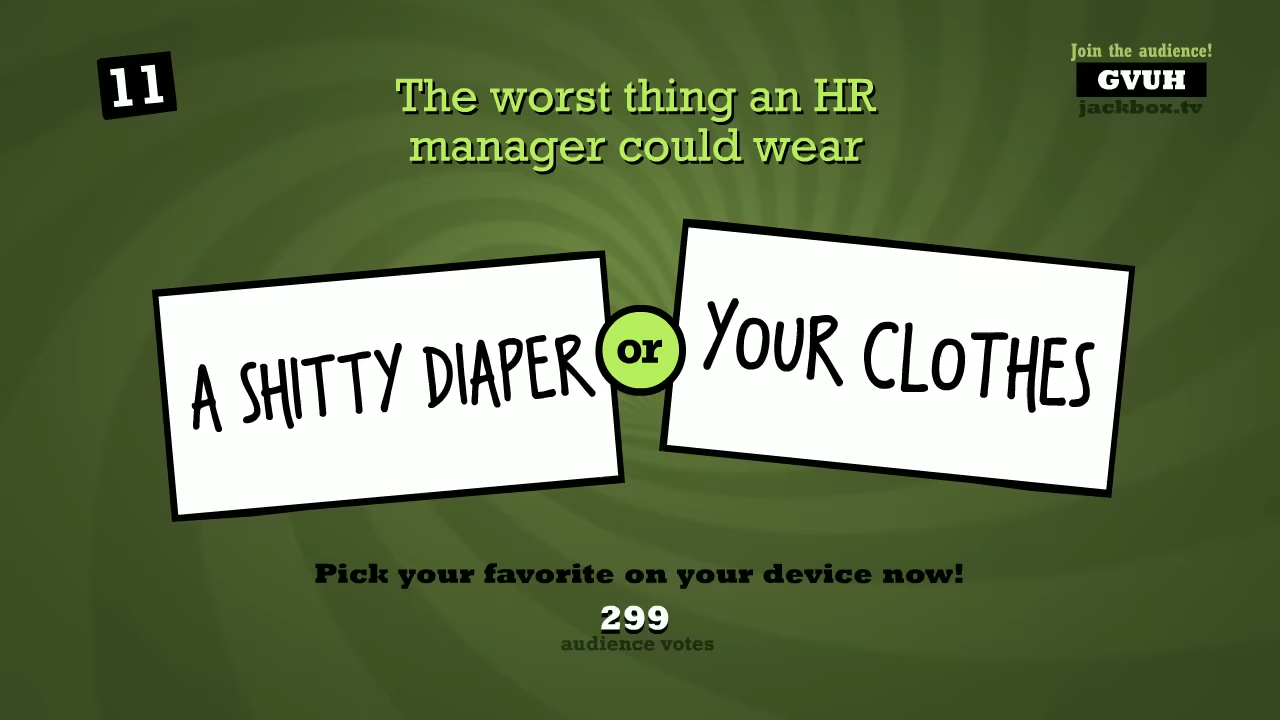 11
The worst thing an HR
manager could wear
Join the audience!
GVUH
jackbox.tv
A SHITTY DIAPER
or
YOUR CLOTHES
Pick your favorite on your device now!
299
audience votes